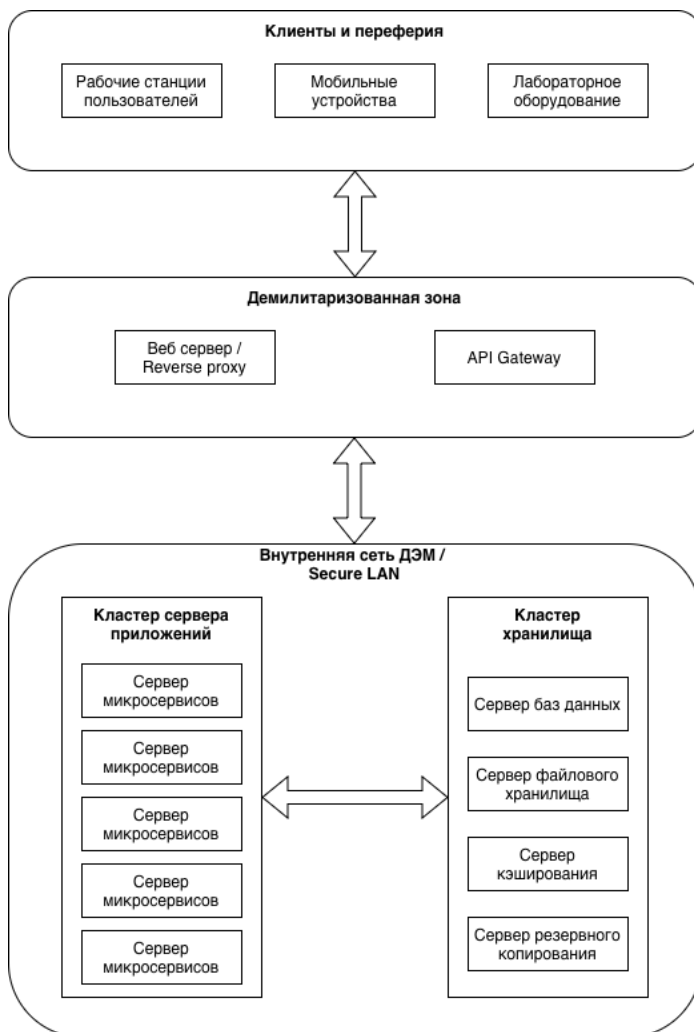 Клиенты и переферия
Рабочие станции
пользователей
Мобильные
устройства
Лабораторное
оборудование
Демилитаризованная зона
Веб сервер /
Reverse proxy
API Gateway
Внутренняя сеть ДЭМ /
Secure LAN
Кластер сервера
приложений
Сервер
микросервисов
Сервер
микросервисов
Сервер
микросервисов
Сервер
микросервисов
Сервер
микросервисов
Кластер
хранилища
Сервер баз данных
Сервер файлового
хранилища
Сервер
кэширования
Сервер резервного
копирования